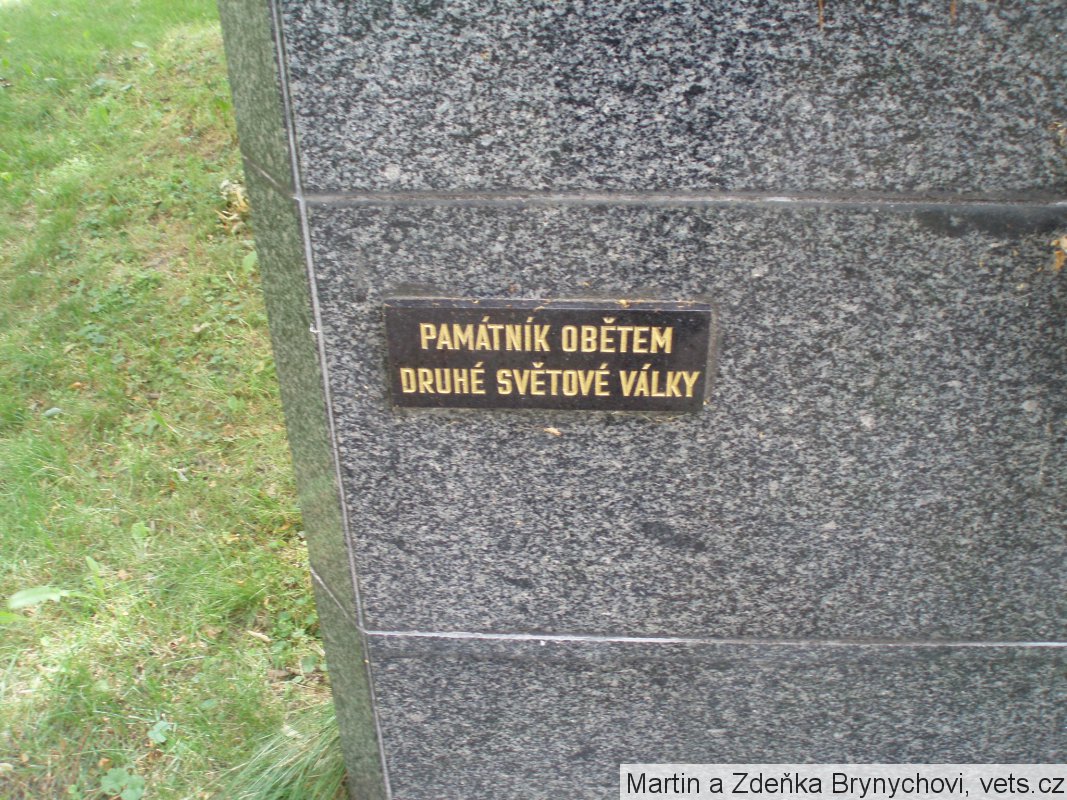 PAMÁTNÍK OBĚTEM
DRUHÉ SVĚTOVÉ VÁLKY
Martin a Zdeňka Brynychovi, vets.cz